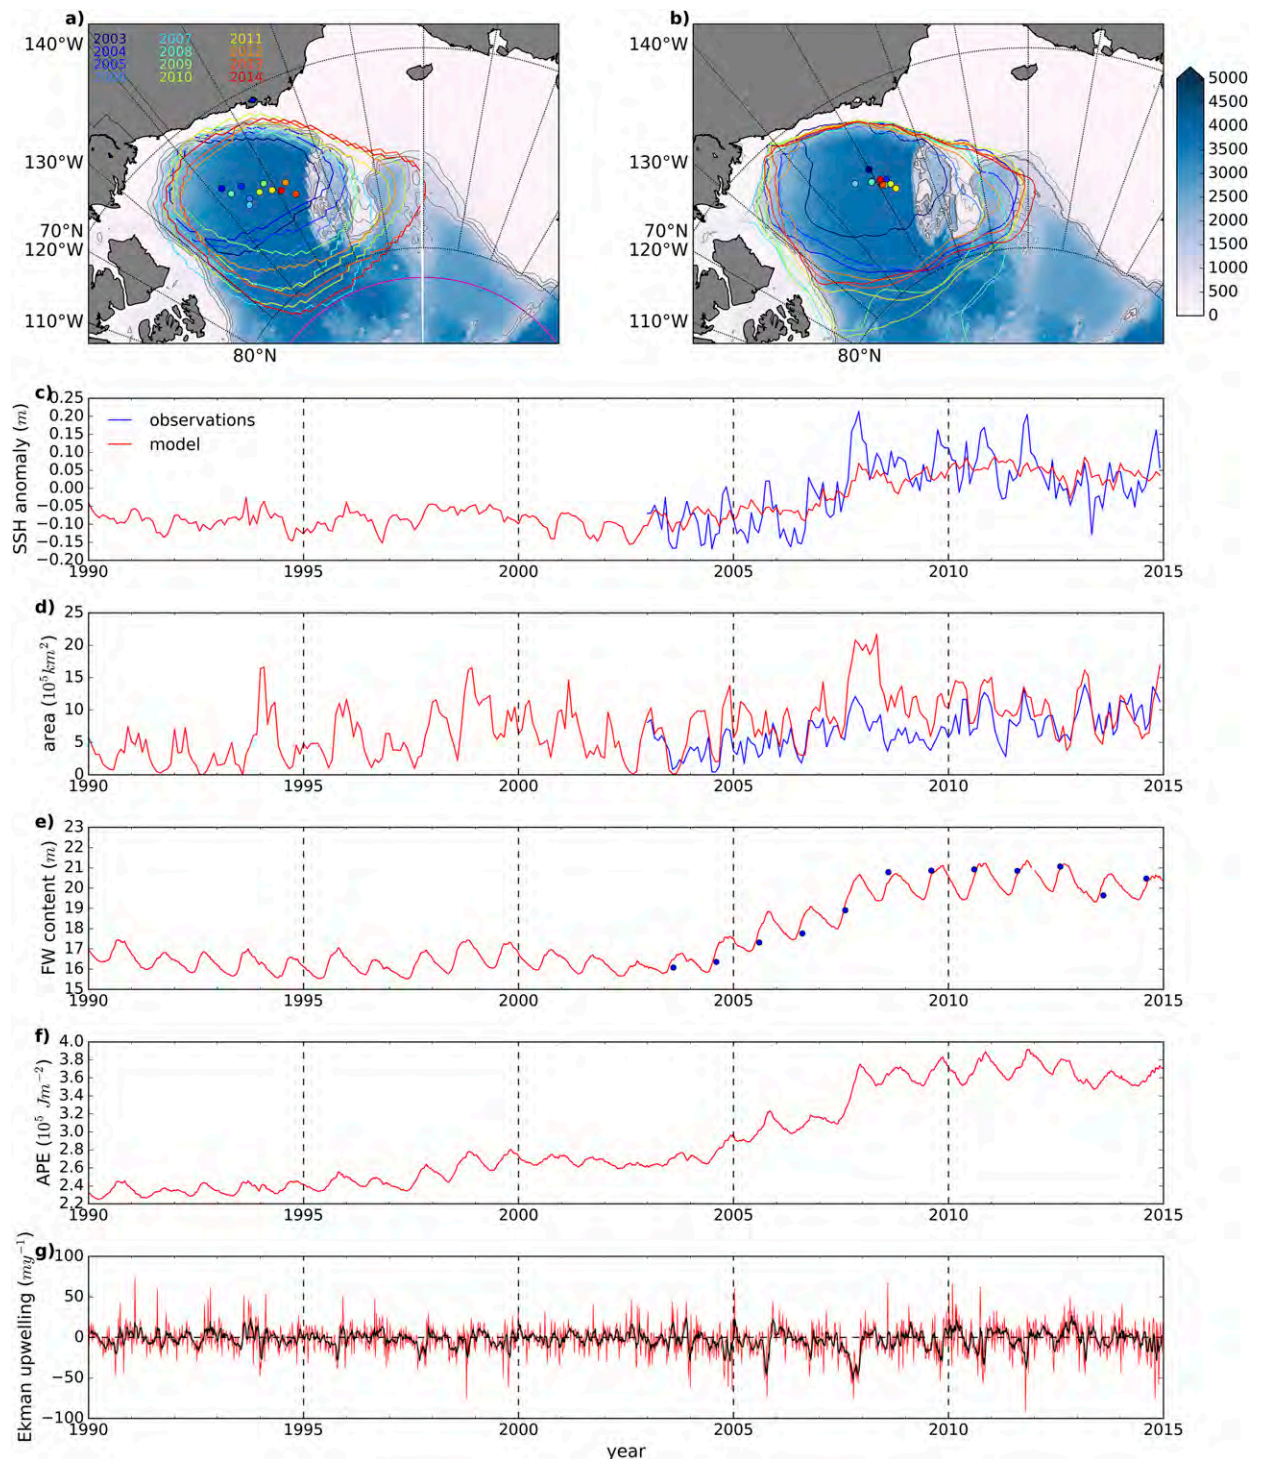 a)
2003 2007 2011
2004 2008 2012
2005 2009 2013
2006 2010 2014
140°W
130°W
70°N
120°W
110°W
80°N
b)
140°W
130°W
70°N
120°W
110°W
80°N
5000
4500
4000
3500
3000
2500
2000
1500
1000
500
0
c)
SSH anomaly (m)
0.25
0.20
0.15
0.10
0.05
0.00
−0.05
−0.10
−0.15
−0.20
observations
model
1990 1995 2000 2005 2010 2015
d)
area (10⁵km²)
25
20
15
10
5
0
1990 1995 2000 2005 2010 2015
e)
FW content (m)
23
22
21
20
19
18
17
16
15
1990 1995 2000 2005 2010 2015
f)
APE (10⁵ Jm⁻²)
4.0
3.8
3.6
3.4
3.2
3.0
2.8
2.6
2.4
2.2
1990 1995 2000 2005 2010 2015
g)
Ekman upwelling (my⁻¹)
100
50
0
−50
−100
1990 1995 2000 2005 2010 2015
year